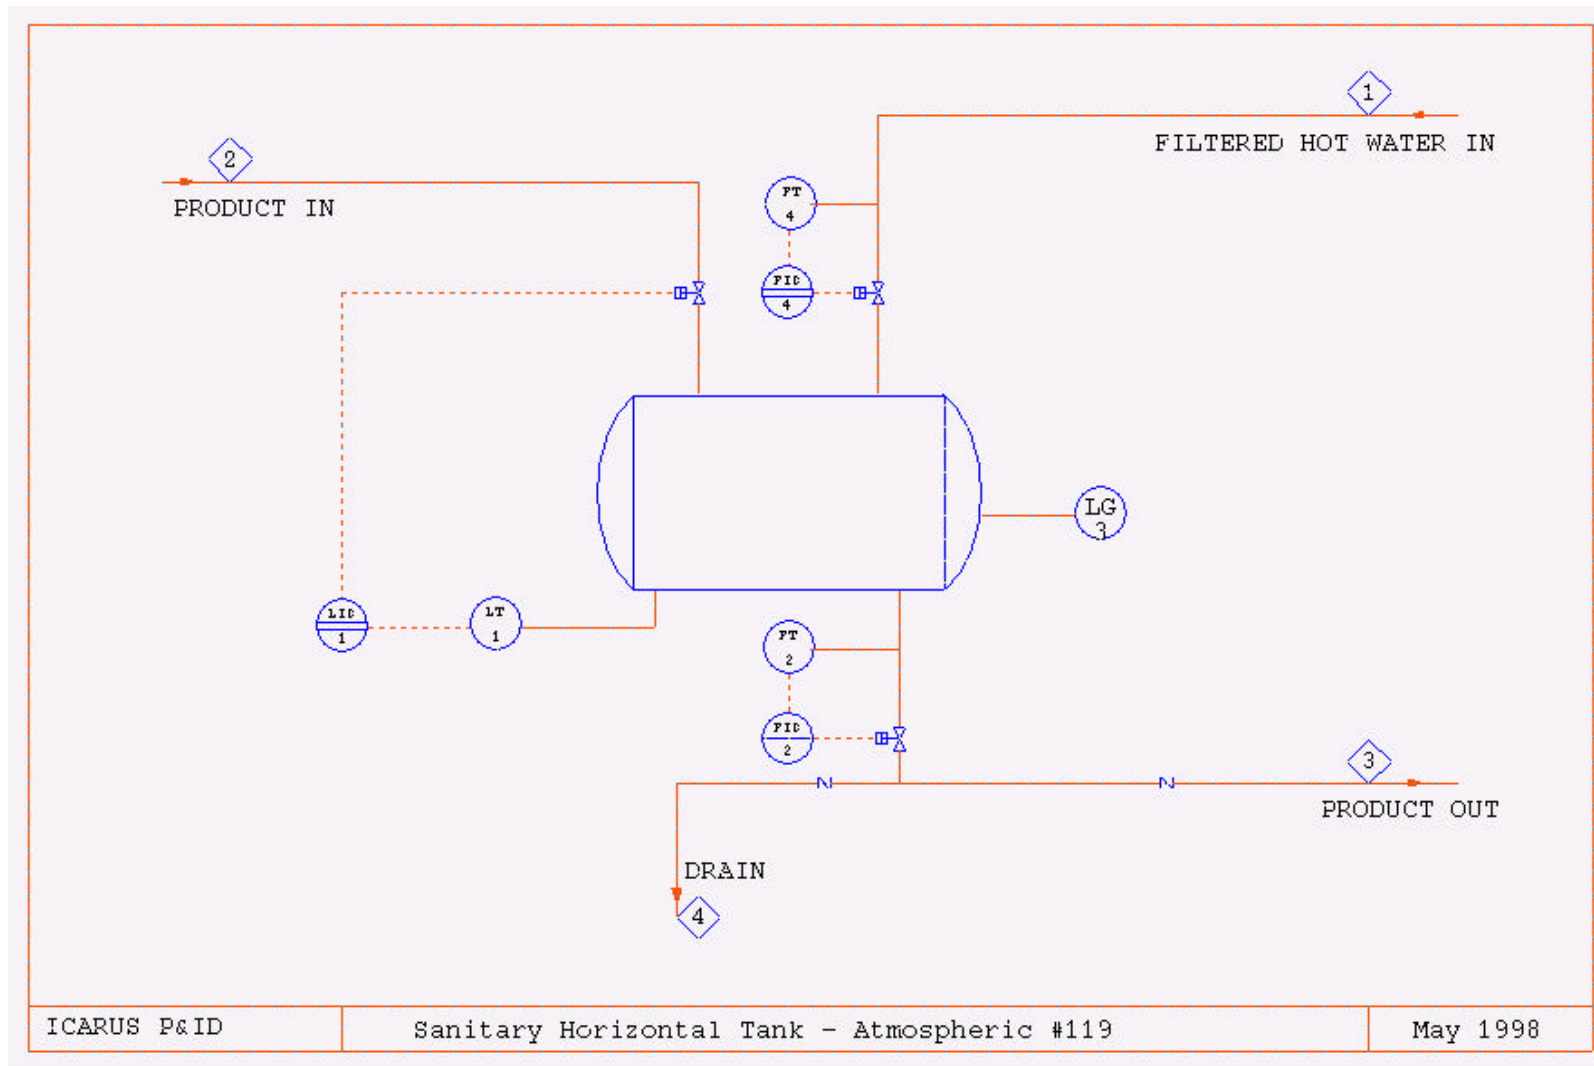 1
FILTERED HOT WATER IN
2
PRODUCT IN
FT
4
FIC
4
LG
3
LIC
1
LT
1
FT
2
FIC
2
3
PRODUCT OUT
DRAIN
4
ICARUS P&ID
Sanitary Horizontal Tank - Atmospheric #119
May 1998